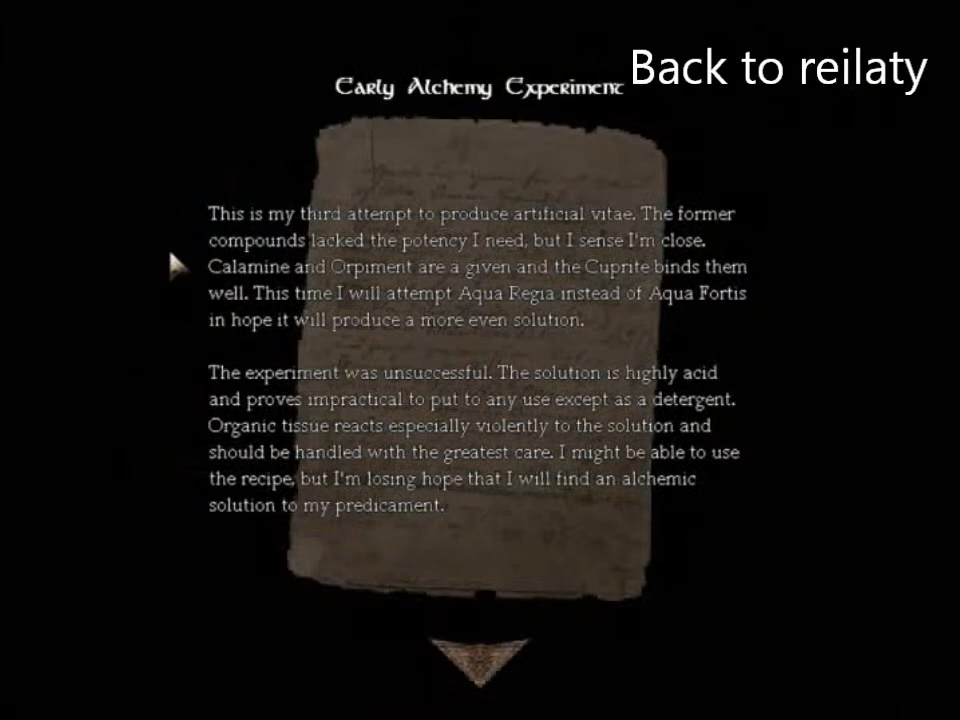 Back to reilaty
Early Alchemy Experiment
This is my third attempt to produce artificial vitae. The former
compounds lacked the potency I need, but I sense I'm close.
Calamine and Orpiment are a given and the Cuprite binds them
well. This time I will attempt Aqua Regia instead of Aqua Fortis
in hope it will produce a more even solution.
The experiment was unsuccessful. The solution is highly acid
and proves impractical to put to any use except as a detergent.
Organic tissue reacts especially violently to the solution and
should be handled with the greatest care. I might be able to use
the recipe, but I'm losing hope that I will find an alchemic
solution to my predicament.